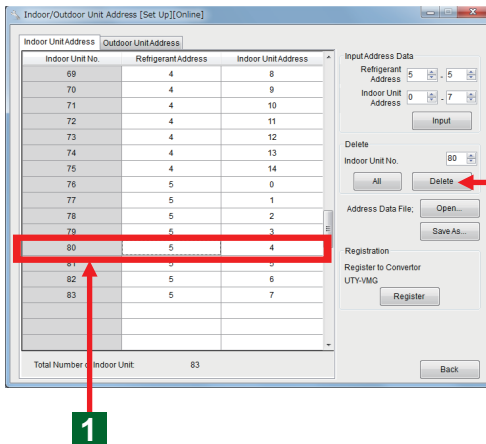 Indoor/Outdoor Unit Address [Set Up][Online]
Indoor Unit Address Outdoor Unit Address
Indoor Unit No. Refrigerant Address Indoor Unit Address
69 4 8
70 4 9
71 4 10
72 4 11
73 4 12
74 4 13
75 4 14
76 5 0
77 5 1
78 5 2
79 5 3
80 5 4
81 5 5
82 5 6
83 5 7
Total Number of Indoor Unit: 83
Input Address Data
Refrigerant Address 5 - 5
Indoor Unit Address 0 - 7
Input
Delete
Indoor Unit No. 80
All Delete
Address Data File; Open...
Save As...
Registration
Register to Convertor
UTY-VMG
Register
Back
1